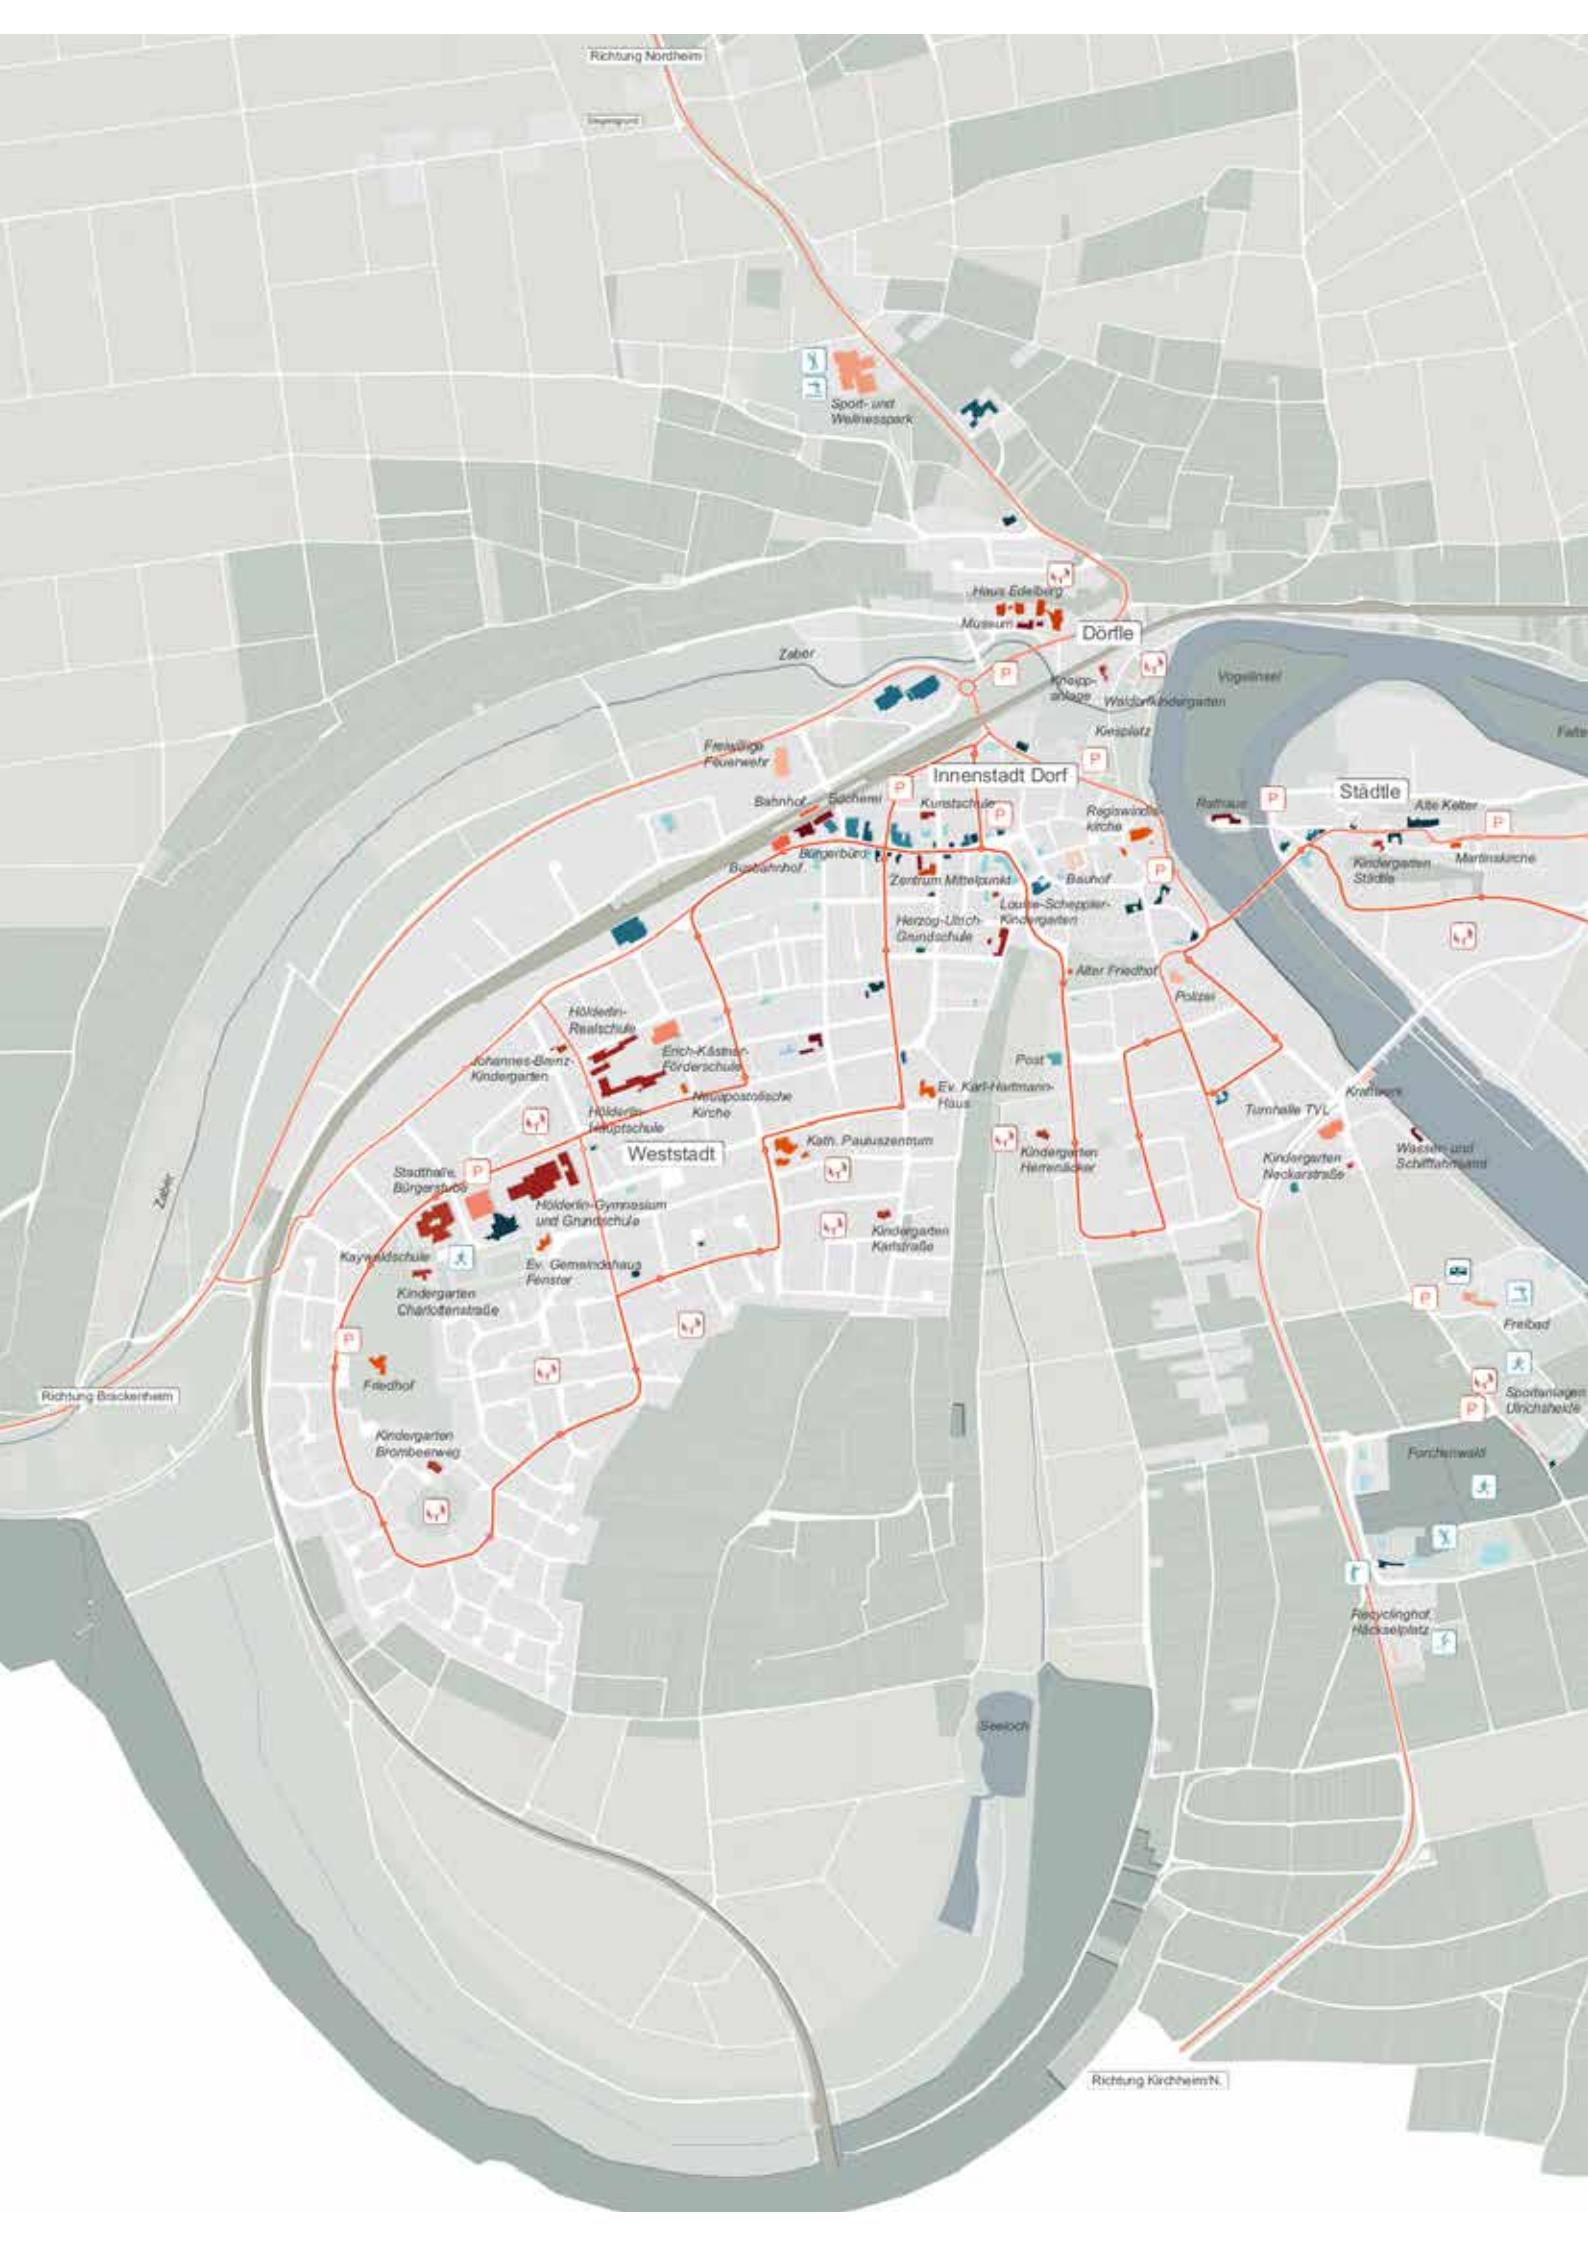 Richtung Nordheim
Sport- und
Wellnesspark
Haus Edelberg
Museum
Dörfle
Zaber
P
Kneipp-
anlage
Waldorfkindergarten
Vogelinsel
Kiesplatz
Freiwillige
Feuerwehr
P
Innenstadt Dorf
P
Städtle
Bahnhof
Bücherei
Kunstschule
P
Regiswindis-
kirche
Rathaus
P
Alte Kelter
P
Busbahnhof
Bürgerbüro
Zentrum Mittelpunkt
Bauhof
P
Kindergarten
Städtle
Martinskirche
Herzog-Ulrich-
Grundschule
Louise-Scheppler-
Kindergarten
Alter Friedhof
Polizei
Hölderlin-
Realschule
Johannes-Brenz-
Kindergarten
Erich-Kästner-
Förderschule
Neuapostolische
Kirche
Hölderlin-
Hauptschule
Post
Ev. Karl-Hartmann-
Haus
Kraftwerk
Turnhalle TVL
Weststadt
Kath. Pauluszentrum
Kindergarten
Herrenäcker
Kindergarten
Neckarstraße
Wasser- und
Schifffahrtsamt
Zaber
Stadthalle,
Bürgerstube
P
Hölderlin-Gymnasium
und Grundschule
Kindergarten
Karlstraße
Kaywaldschule
Ev. Gemeindehaus
Fenster
Kindergarten
Charlottenstraße
P
Freibad
P
Friedhof
Richtung Brackenheim
Sportanlagen
Ulrichsheide
P
Kindergarten
Brombeerweg
Forchenwald
Recyclinghof
Häckselplatz
Seeloch
Richtung Kirchheim/N.